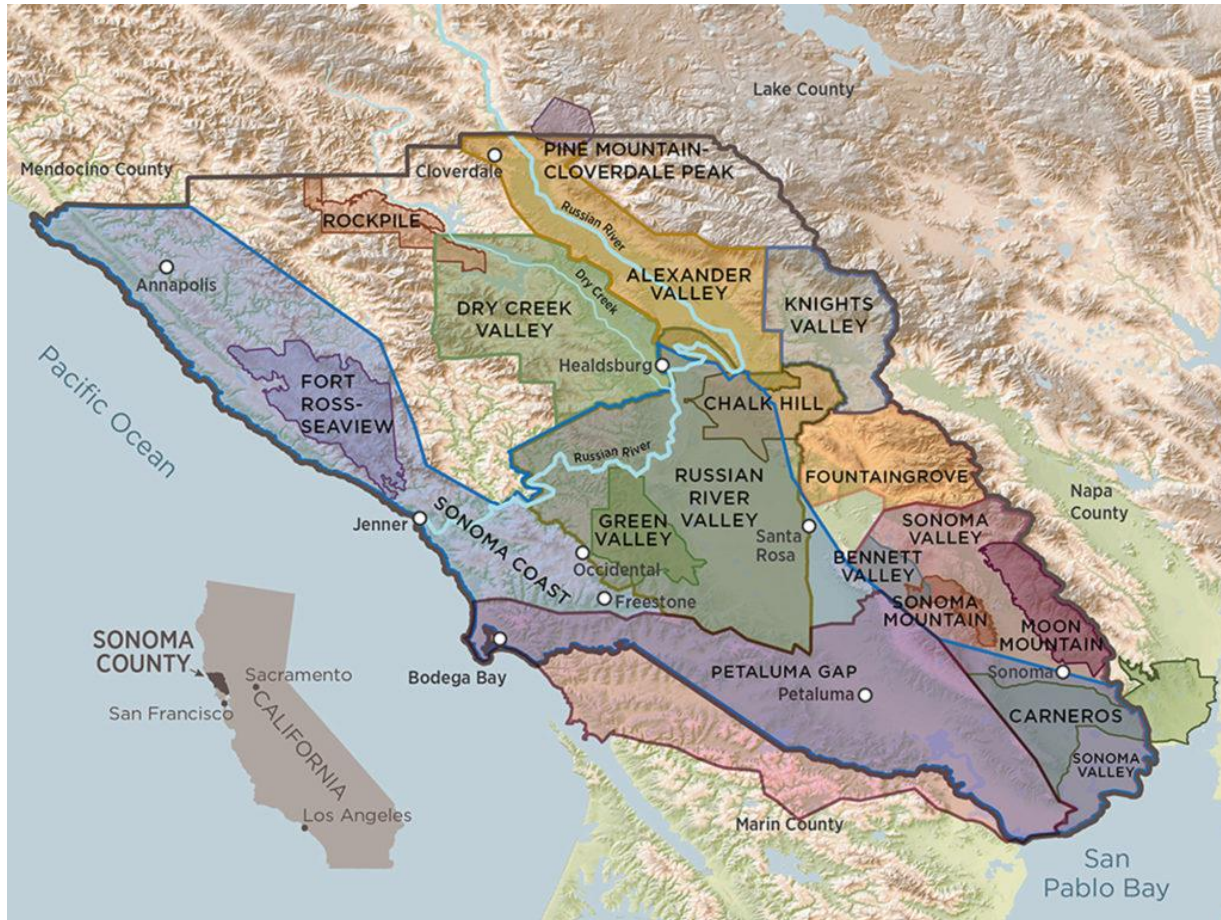 Lake County
Mendocino County
Cloverdale
PINE MOUNTAIN-
CLOVERDALE PEAK
ROCKPILE
Russian River
Annapolis
DRY CREEK
VALLEY
Dry Creek
ALEXANDER
VALLEY
KNIGHTS
VALLEY
Pacific Ocean
FORT
ROSS-
SEAVIEW
Healdsburg
CHALK HILL
Russian River
RUSSIAN
RIVER
VALLEY
FOUNTAINGROVE
Napa
County
Jenner
SONOMA COAST
GREEN
VALLEY
Santa
Rosa
SONOMA
VALLEY
BENNETT
VALLEY
Occidental
Freestone
SONOMA
MOUNTAIN
MOON
MOUNTAIN
Bodega Bay
PETALUMA GAP
Petaluma
Sonoma
CARNEROS
SONOMA
VALLEY
SONOMA
COUNTY
Sacramento
San Francisco
CALIFORNIA
Los Angeles
Marin County
San
Pablo Bay